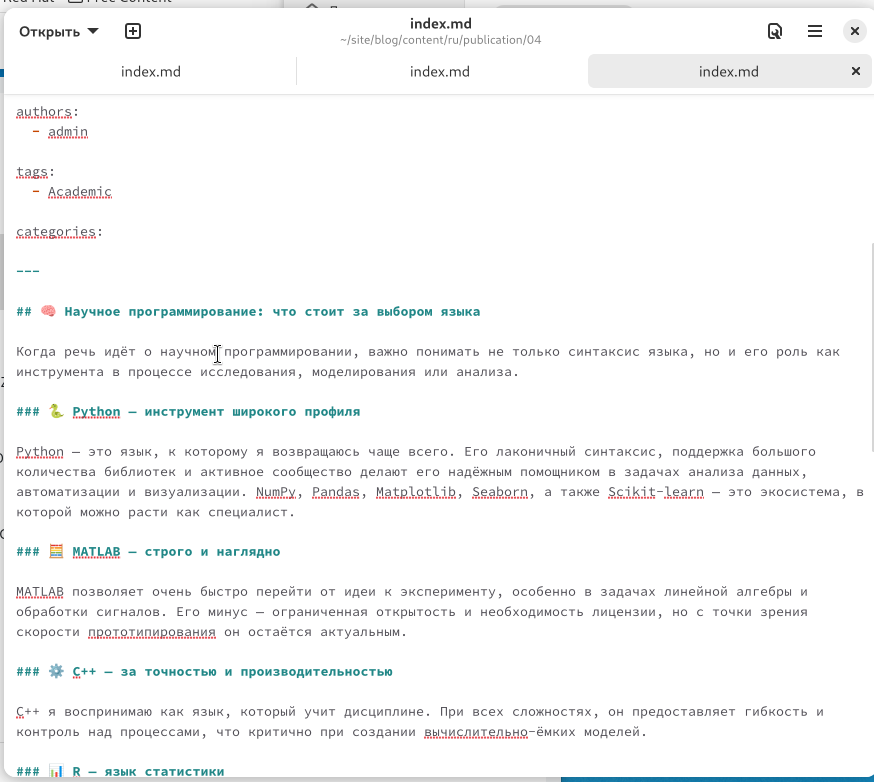 Free Content
Открыть
index.md
~/site/blog/content/ru/publication/04
index.md
index.md
index.md
authors:
- admin
tags:
- Academic
categories:
---
## 🧠 Научное программирование: что стоит за выбором языка
Когда речь идёт о научном программировании, важно понимать не только синтаксис языка, но и его роль как
инструмента в процессе исследования, моделирования или анализа.
### 🐍 Python — инструмент широкого профиля
Python — это язык, к которому я возвращаюсь чаще всего. Его лаконичный синтаксис, поддержка большого
количества библиотек и активное сообщество делают его надёжным помощником в задачах анализа данных,
автоматизации и визуализации. NumPy, Pandas, Matplotlib, Seaborn, а также Scikit-learn — это экосистема, в
которой можно расти как специалист.
### 🧮 MATLAB — строго и наглядно
MATLAB позволяет очень быстро перейти от идеи к эксперименту, особенно в задачах линейной алгебры и
обработки сигналов. Его минус — ограниченная открытость и необходимость лицензии, но с точки зрения
скорости прототипирования он остаётся актуальным.
### ⚙️ C++ — за точностью и производительностью
C++ я воспринимаю как язык, который учит дисциплине. При всех сложностях, он предоставляет гибкость и
контроль над процессами, что критично при создании вычислительно-ёмких моделей.
### 📊 R — язык статистики